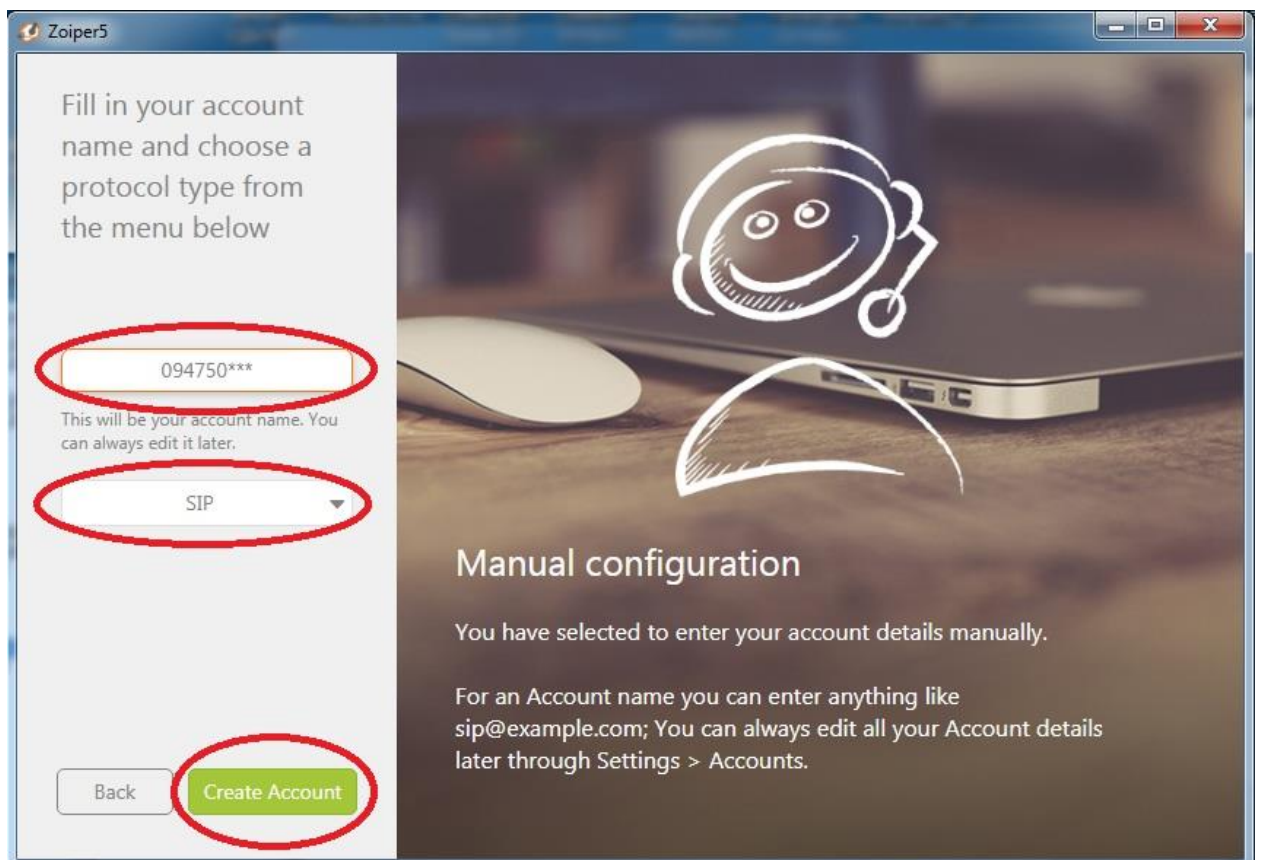 Zoiper5
Fill in your account
name and choose a
protocol type from
the menu below
094750***
This will be your account name. You
can always edit it later.
SIP
Back
Create Account
Manual configuration
You have selected to enter your account details manually.
For an Account name you can enter anything like
sip@example.com; You can always edit all your Account details
later through Settings > Accounts.